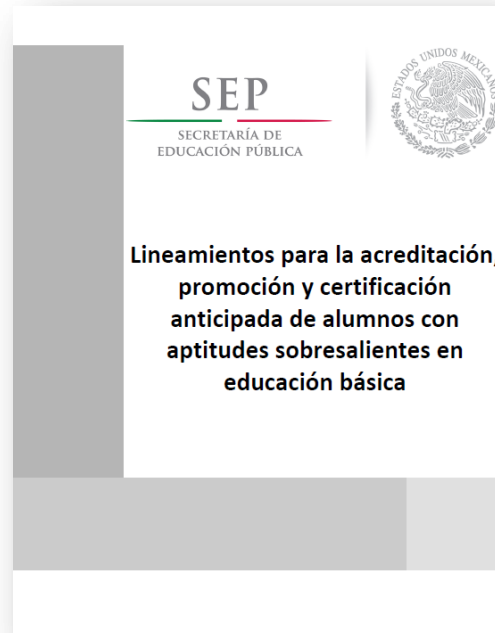 SEP
SECRETARÍA DE
EDUCACIÓN PÚBLICA
ESTADOS UNIDOS MEXICANOS
Lineamientos para la acreditación,
promoción y certificación
anticipada de alumnos con
aptitudes sobresalientes en
educación básica